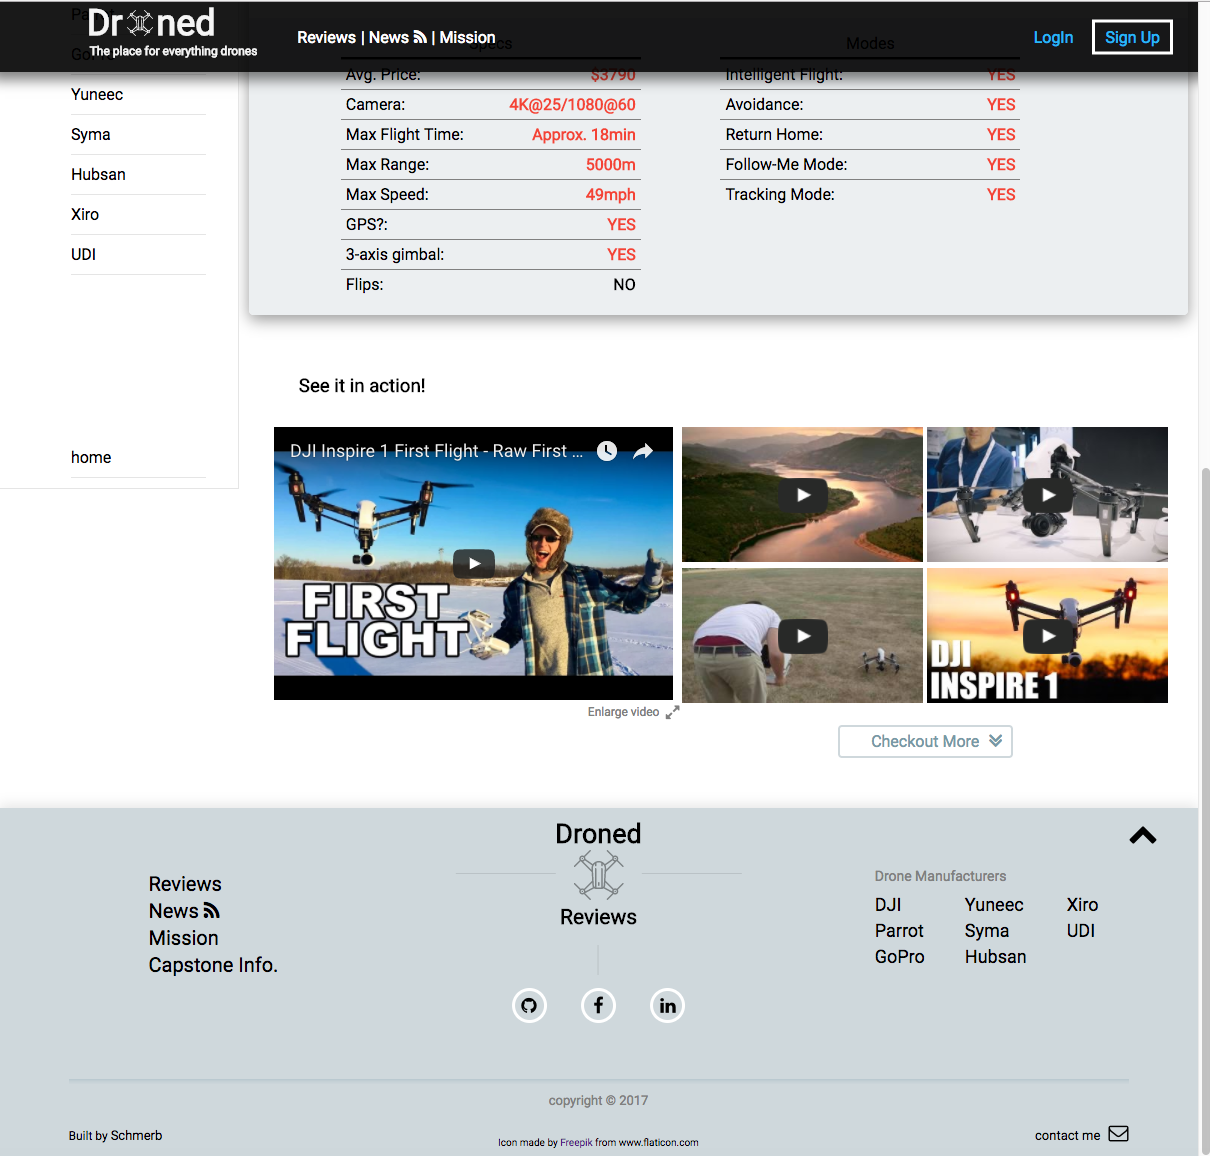 Droned
The place for everything drones
Reviews | News | Mission
LogIn
Sign Up
Parrot
GoPro
Yuneec
Syma
Hubsan
Xiro
UDI
home
Specs
Avg. Price: $3790
Camera: 4K@25/1080@60
Max Flight Time: Approx. 18min
Max Range: 5000m
Max Speed: 49mph
GPS?: YES
3-axis gimbal: YES
Flips: NO
Modes
Intelligent Flight: YES
Avoidance: YES
Return Home: YES
Follow-Me Mode: YES
Tracking Mode: YES
See it in action!
DJI Inspire 1 First Flight - Raw First ...
FIRST
FLIGHT
DJI
INSPIRE 1
Enlarge video
Checkout More
Reviews
News
Mission
Capstone Info.
Droned
Reviews
Drone Manufacturers
DJI Yuneec Xiro
Parrot Syma UDI
GoPro Hubsan
copyright © 2017
Built by Schmerb
Icon made by Freepik from www.flaticon.com
contact me